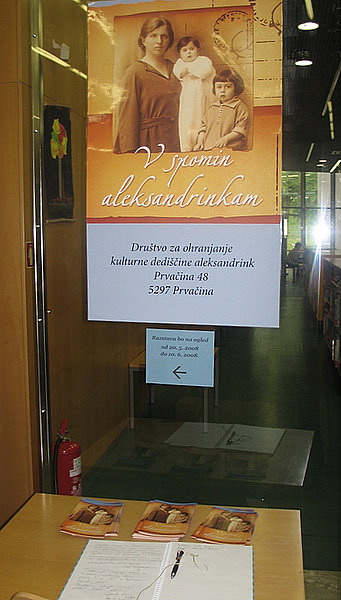 V spomin
aleksandrinkam
Društvo za ohranjanje
kulturne dediščine aleksandrink
Prvačina 48
5297 Prvačina
Razstava bo na ogled
od 20. 5. 2008
do 10. 6. 2008.